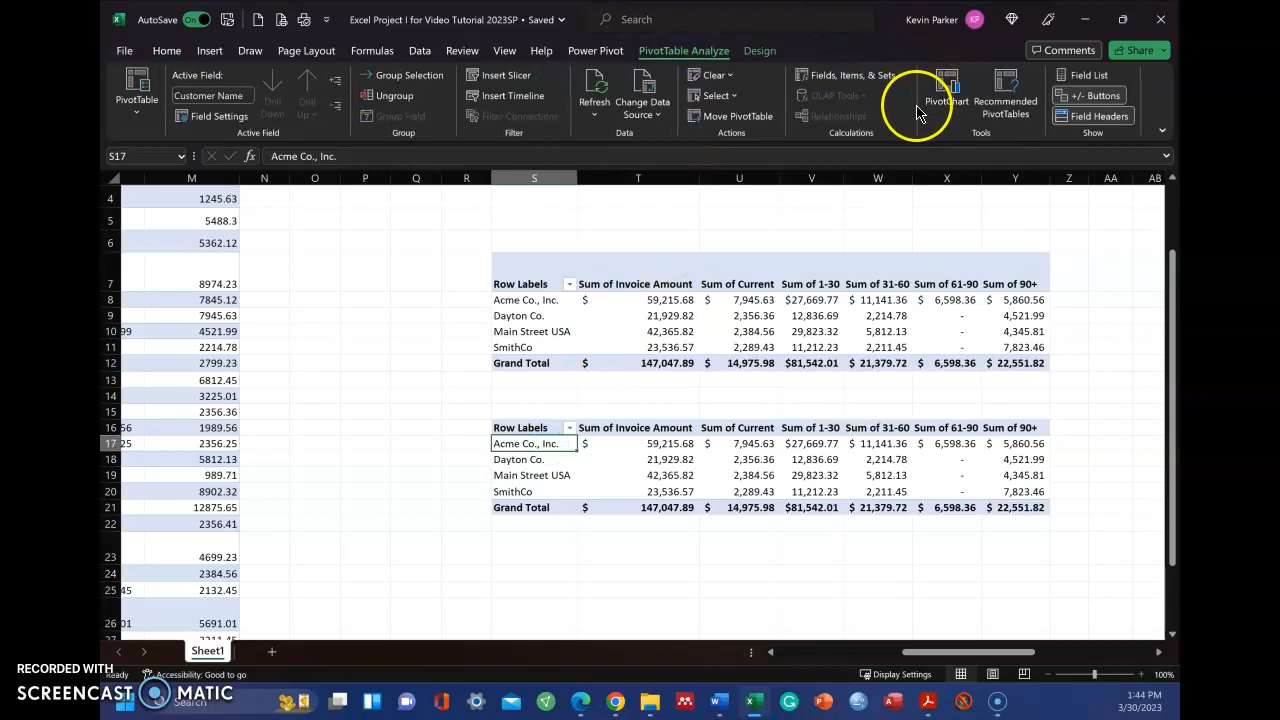 AutoSave On Excel Project I for Video Tutorial 2023SP • Saved Search Kevin Parker KP
File Home Insert Draw Page Layout Formulas Data Review View Help Power Pivot PivotTable Analyze Design Comments Share
PivotTable
Active Field:
Customer Name
Field Settings
Drill Down
Drill Up
Active Field
Group Selection
Ungroup
Group Field
Group
Insert Slicer
Insert Timeline
Filter Connections
Filter
Refresh
Change Data Source
Data
Clear
Select
Move PivotTable
Actions
Fields, Items, & Sets
OLAP Tools
Relationships
Calculations
PivotChart
Recommended PivotTables
Tools
Field List
+/- Buttons
Field Headers
Show
S17 fx Acme Co., Inc.
M N O P Q R S T U V W X Y Z AA AB
4 1245.63
5 5488.3
6 5362.12
7 8974.23 Row Labels Sum of Invoice Amount Sum of Current Sum of 1-30 Sum of 31-60 Sum of 61-90 Sum of 90+
8 7845.12 Acme Co., Inc. $ 59,215.68 $ 7,945.63 $27,669.77 $ 11,141.36 $ 6,598.36 $ 5,860.56
9 7945.63 Dayton Co. 21,929.82 2,356.36 12,836.69 2,214.78 - 4,521.99
10 99 4521.99 Main Street USA 42,365.82 2,384.56 29,823.32 5,812.13 - 4,345.81
11 2214.78 SmithCo 23,536.57 2,289.43 11,212.23 2,211.45 - 7,823.46
12 2799.23 Grand Total $ 147,047.89 $ 14,975.98 $81,542.01 $ 21,379.72 $ 6,598.36 $ 22,551.82
13 6812.45
14 3225.01
15 2356.36
16 56 1989.56 Row Labels Sum of Invoice Amount Sum of Current Sum of 1-30 Sum of 31-60 Sum of 61-90 Sum of 90+
17 25 2356.25 Acme Co., Inc. $ 59,215.68 $ 7,945.63 $27,669.77 $ 11,141.36 $ 6,598.36 $ 5,860.56
18 5812.13 Dayton Co. 21,929.82 2,356.36 12,836.69 2,214.78 - 4,521.99
19 989.71 Main Street USA 42,365.82 2,384.56 29,823.32 5,812.13 - 4,345.81
20 8902.32 SmithCo 23,536.57 2,289.43 11,212.23 2,211.45 - 7,823.46
21 12875.65 Grand Total $ 147,047.89 $ 14,975.98 $81,542.01 $ 21,379.72 $ 6,598.36 $ 22,551.82
22 2356.41
23 4699.23
24 2384.56
25 45 2132.45
26 01 5691.01
Sheet1
Ready Accessibility: Good to go Display Settings 100%
RECORDED WITH
SCREENCAST MATIC
Search
1:44 PM
3/30/2023